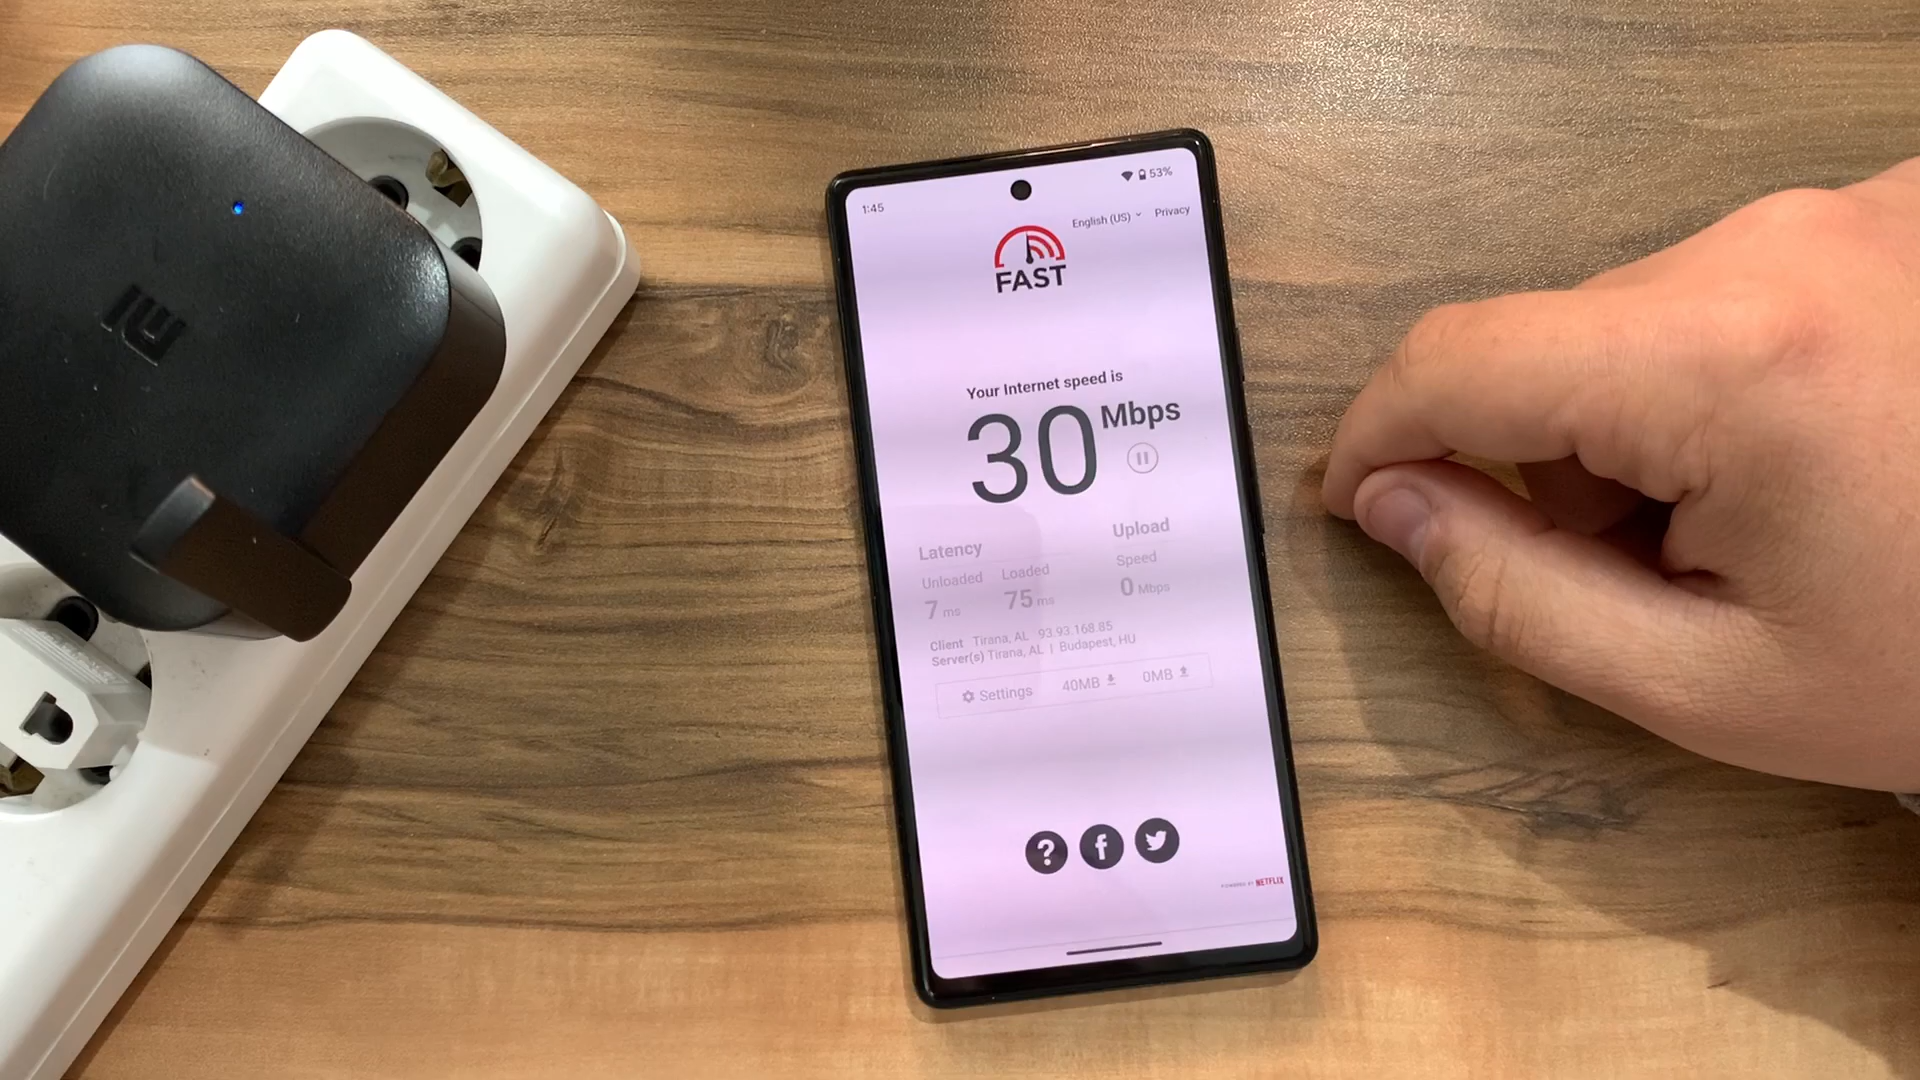 1:45
53%
English (US)
Privacy
FAST
Your Internet speed is
30 Mbps
Latency
Upload
Unloaded
Loaded
Speed
7 ms
75 ms
0 Mbps
Client Tirana, AL 93.93.168.85
Server(s) Tirana, AL | Budapest, HU
Settings
40MB
0MB
POWERED BY NETFLIX